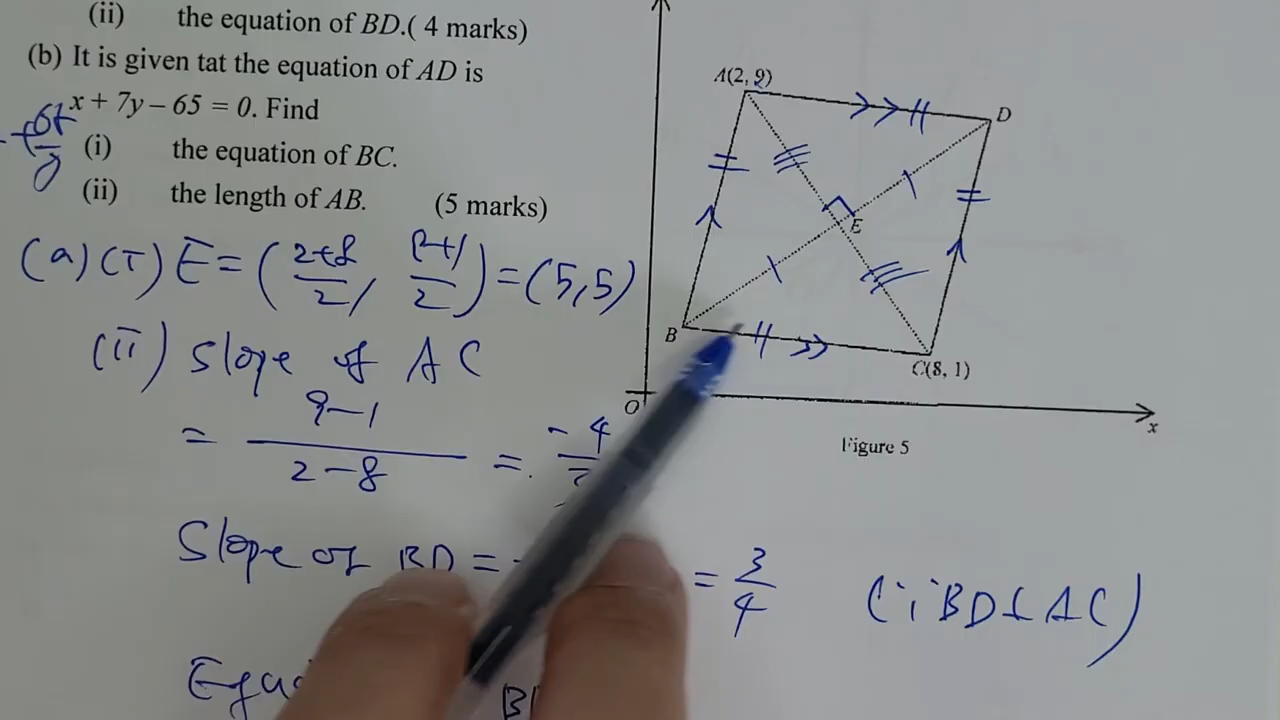 (ii) the equation of BD.( 4 marks)
(b) It is given tat the equation of AD is
x + 7y – 65 = 0. Find
(i) the equation of BC.
(ii) the length of AB. (5 marks)
A(2, 9)
D
E
B
C(8, 1)
O
x
Figure 5
(a)(i) E = (2+8/2, 9+1/2) = (5,5)
(ii) Slope of AC
= 9-1/2-8 = -4
Slope of BD = = 3/4 (∵BD⊥AC)